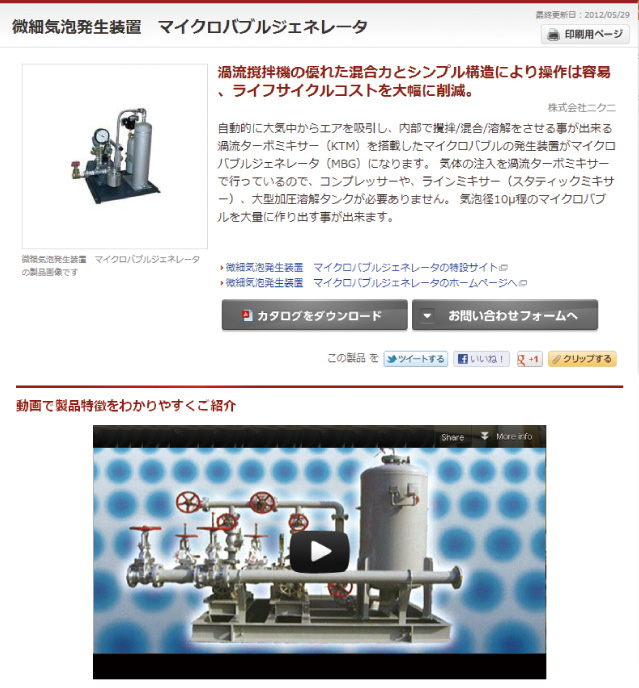 最終更新日：2012/05/29
微細気泡発生装置　マイクロバブルジェネレータ
印刷用ページ
渦流撹拌機の優れた混合力とシンプル構造により操作は容易
、ライフサイクルコストを大幅に削減。
株式会社ニクニ
自動的に大気中からエアを吸引し、内部で攪拌/混合/溶解をさせる事が出来る
渦流ターボミキサー（KTM）を搭載したマイクロバブルの発生装置がマイクロ
バブルジェネレータ（MBG）になります。 気体の注入を渦流ターボミキサー
で行っているので、コンプレッサーや、ラインミキサー（スタティックミキサ
ー）、大型加圧溶解タンクが必要ありません。 気泡径10μ程のマイクロバブ
ルを大量に作り出す事が出来ます。
微細気泡発生装置　マイクロバブルジェネレータ
の製品画像です
微細気泡発生装置　マイクロバブルジェネレータの特設サイト
微細気泡発生装置　マイクロバブルジェネレータのホームページへ
カタログをダウンロード
お問い合わせフォームへ
この製品 を
ツイートする
いいね！
+1
クリップする
動画で製品特徴をわかりやすくご紹介
Share
More info